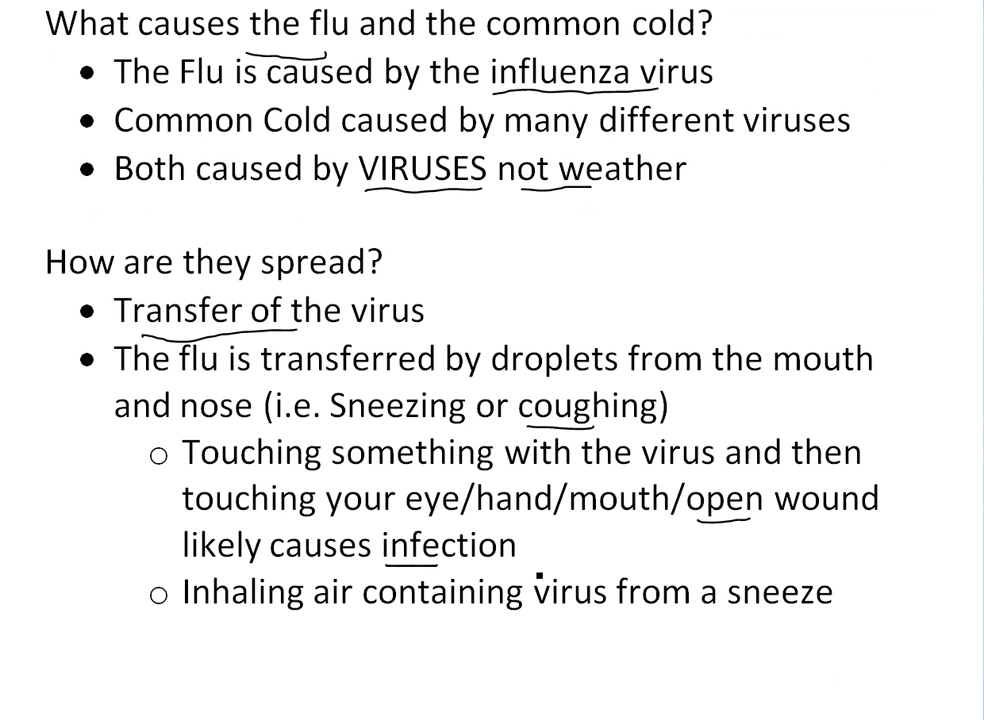 What causes the flu and the common cold?
• The Flu is caused by the influenza virus
• Common Cold caused by many different viruses
• Both caused by VIRUSES not weather
How are they spread?
• Transfer of the virus
• The flu is transferred by droplets from the mouth
and nose (i.e. Sneezing or coughing)
o Touching something with the virus and then
touching your eye/hand/mouth/open wound
likely causes infection
o Inhaling air containing virus from a sneeze